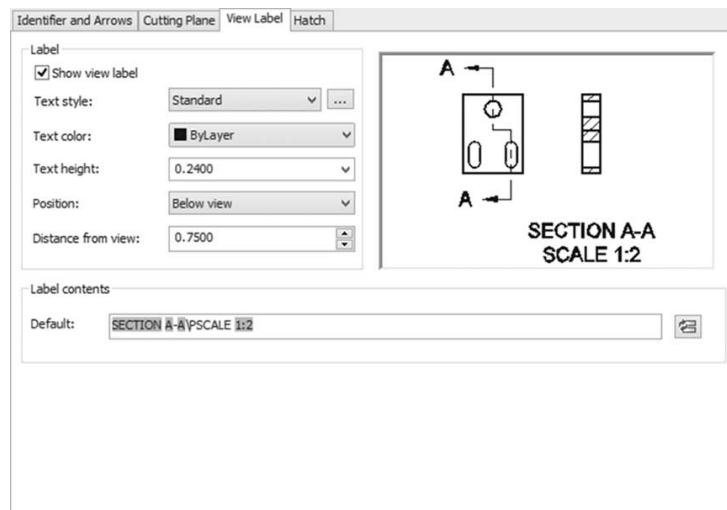 Identifier and Arrows Cutting Plane View Label Hatch
Label
Show view label
Text style: Standard ...
Text color: ByLayer
Text height: 0.2400
Position: Below view
Distance from view: 0.7500
A
A
SECTION A-A
SCALE 1:2
Label contents
Default: SECTION A-A\PSCALE 1:2